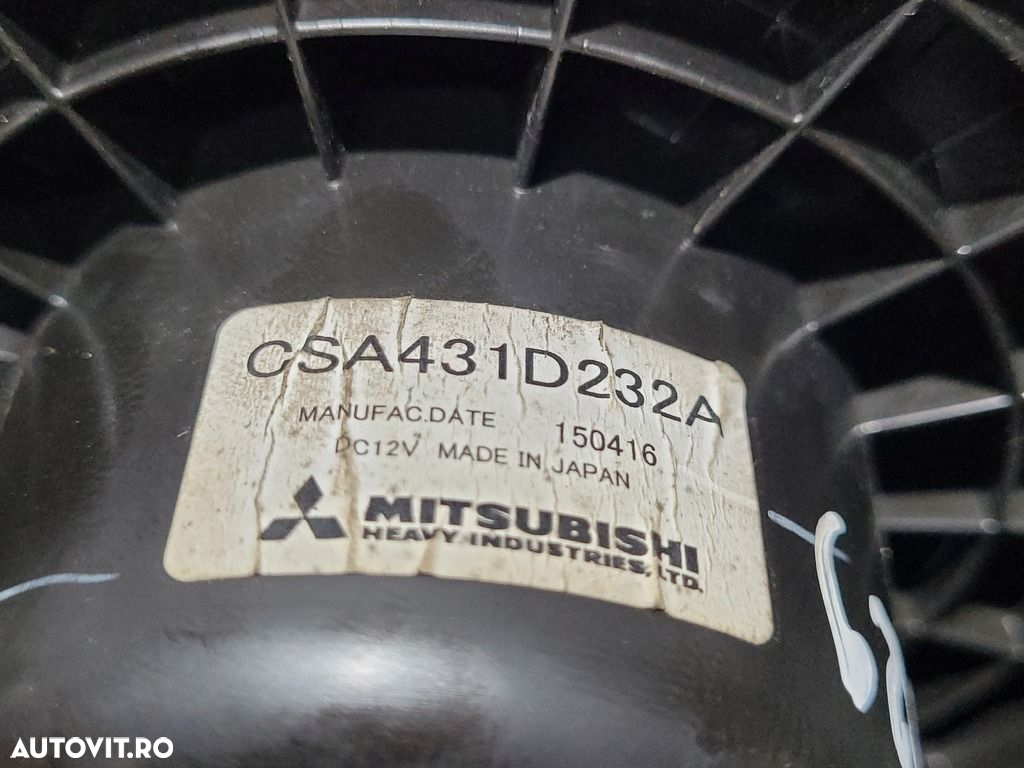 CSA431D232A
MANUFAC.DATE 150416
DC12V MADE IN JAPAN
MITSUBISHI
HEAVY INDUSTRIES, LTD.
AUTOVIT.RO